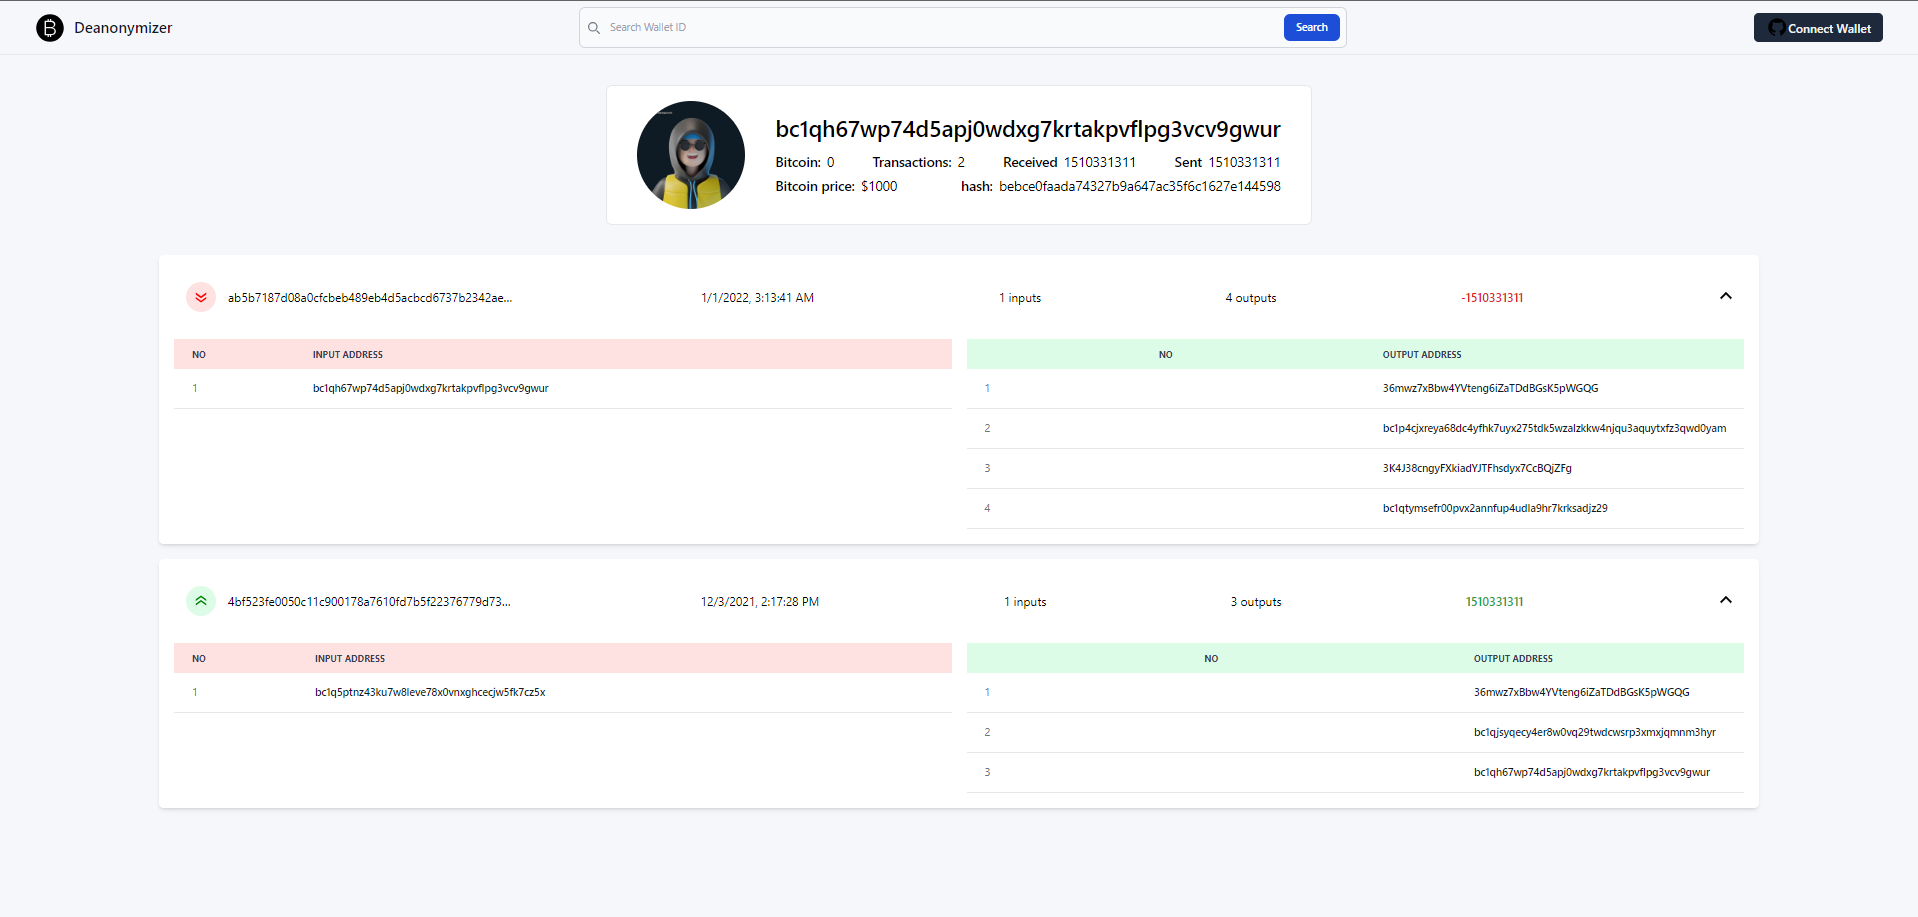 Deanonymizer
Search Wallet ID
Search
Connect Wallet
bc1qh67wp74d5apj0wdxg7krtakpvflpg3vcv9gwur
Bitcoin: 0 Transactions: 2 Received 1510331311 Sent 1510331311
Bitcoin price: $1000 hash: bebce0faada74327b9a647ac35f6c1627e144598
ab5b7187d08a0cfcbeb489eb4d5acbcd6737b2342ae... 1/1/2022, 3:13:41 AM 1 inputs 4 outputs -1510331311
NO INPUT ADDRESS
1 bc1qh67wp74d5apj0wdxg7krtakpvflpg3vcv9gwur
NO OUTPUT ADDRESS
1 36mwz7xBbw4YVteng6iZaTDdBGsK5pWGQG
2 bc1p4cjxreya68dc4yfhk7uyx275tdk5wzalzkkw4njqu3aquytxfz3qwd0yam
3 3K4J38cngyFXkiadYJTFhsdyx7CcBQjZFg
4 bc1qtymsefr00pvx2annfup4udla9hr7krksadjz29
4bf523fe0050c11c900178a7610fd7b5f22376779d73... 12/3/2021, 2:17:28 PM 1 inputs 3 outputs 1510331311
NO INPUT ADDRESS
1 bc1q5ptnz43ku7w8leve78x0vnxghcecjw5fk7cz5x
NO OUTPUT ADDRESS
1 36mwz7xBbw4YVteng6iZaTDdBGsK5pWGQG
2 bc1qjsyqecy4er8w0vq29twdcwsrp3xmxjqmnm3hyr
3 bc1qh67wp74d5apj0wdxg7krtakpvflpg3vcv9gwur